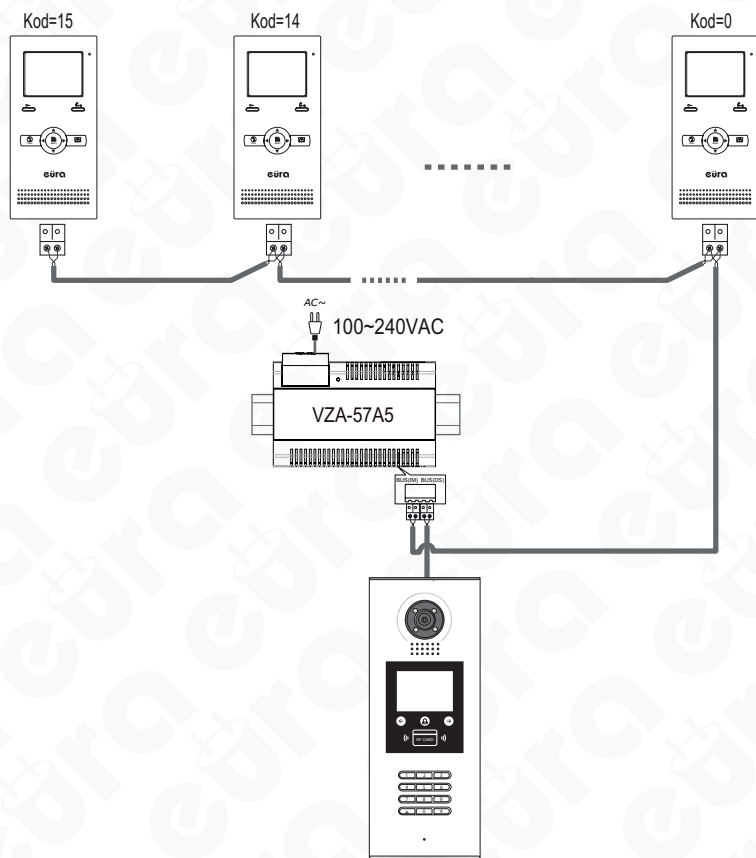 Kod=15 Kod=14 Kod=0
eura eura eura
AC~
100~240VAC
VZA-57A5
BUS(IM) BUS(DS)
RF CARD